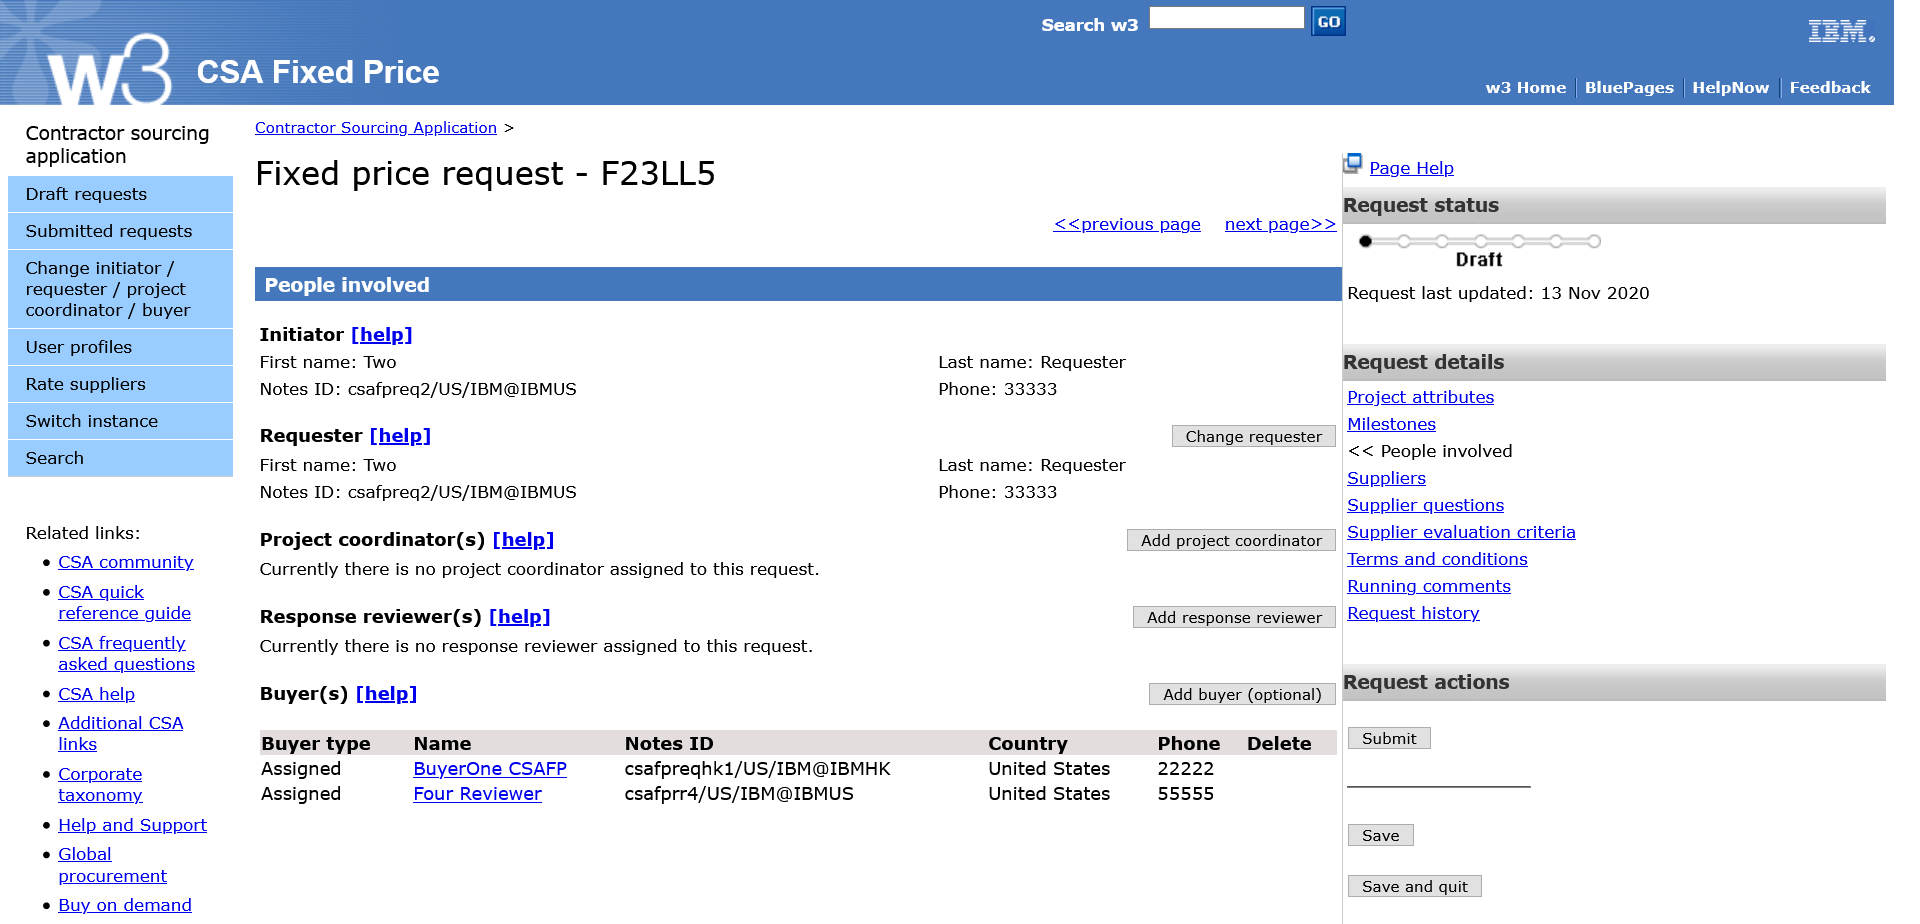 Search w3
GO
IBM.
w3
CSA Fixed Price
w3 Home
BluePages
HelpNow
Feedback
Contractor sourcing
application
Draft requests
Submitted requests
Change initiator /
requester / project
coordinator / buyer
User profiles
Rate suppliers
Switch instance
Search
Related links:
CSA community
CSA quick
reference guide
CSA frequently
asked questions
CSA help
Additional CSA
links
Corporate
taxonomy
Help and Support
Global
procurement
Buy on demand
Contractor Sourcing Application >
Fixed price request - F23LL5
<<previous page next page>>
People involved
Initiator [help]
First name: Two Last name: Requester
Notes ID: csafpreq2/US/IBM@IBMUS Phone: 33333
Requester [help] Change requester
First name: Two Last name: Requester
Notes ID: csafpreq2/US/IBM@IBMUS Phone: 33333
Project coordinator(s) [help] Add project coordinator
Currently there is no project coordinator assigned to this request.
Response reviewer(s) [help] Add response reviewer
Currently there is no response reviewer assigned to this request.
Buyer(s) [help] Add buyer (optional)
Buyer type Name Notes ID Country Phone Delete
Assigned BuyerOne CSAFP csafpreqhk1/US/IBM@IBMHK United States 22222
Assigned Four Reviewer csafprr4/US/IBM@IBMUS United States 55555
Page Help
Request status
Draft
Request last updated: 13 Nov 2020
Request details
Project attributes
Milestones
<< People involved
Suppliers
Supplier questions
Supplier evaluation criteria
Terms and conditions
Running comments
Request history
Request actions
Submit
Save
Save and quit